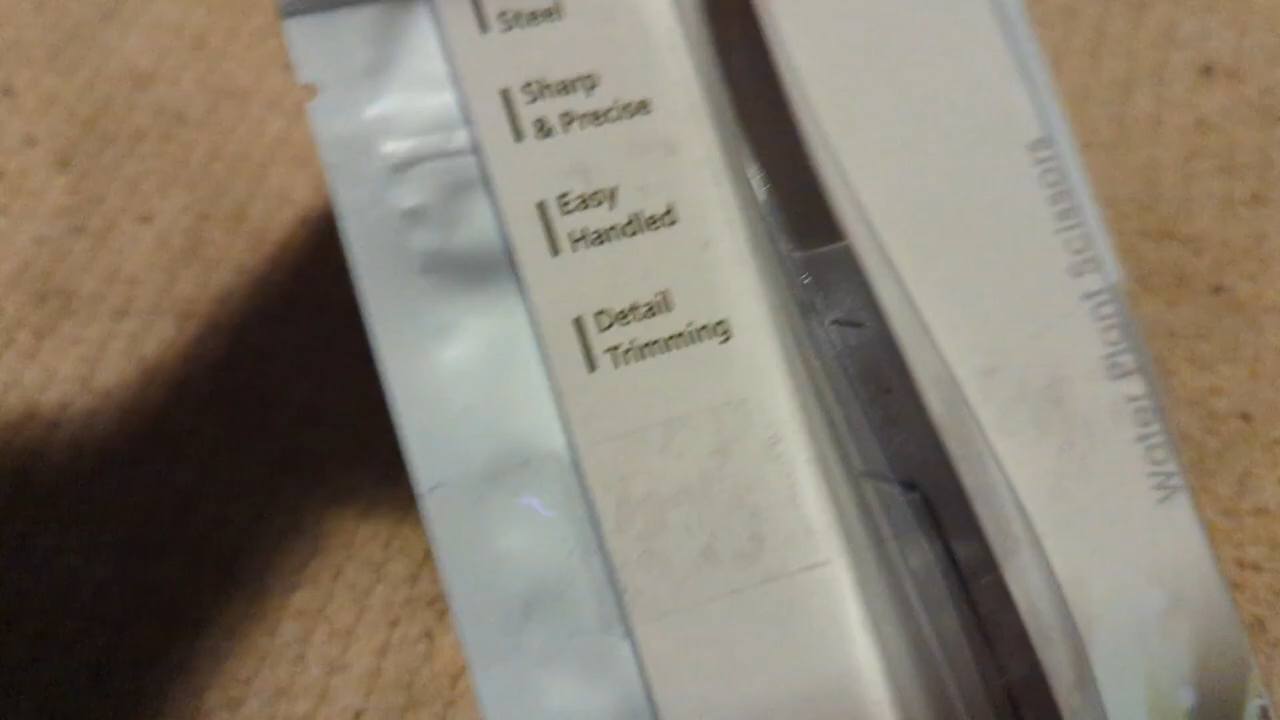 Steel
Sharp
& Precise
Easy
Handled
Detail
Trimming
Water Plant Scissors